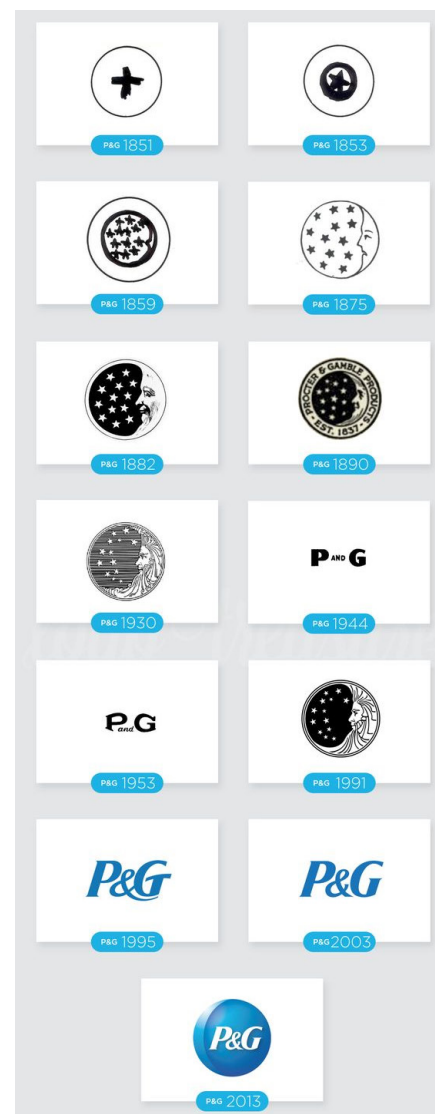 P&G 1851
P&G 1853
P&G 1859
P&G 1875
P&G 1882
PROCTER & GAMBLE PRODUCTS
· EST. 1837 ·
P&G 1890
P&G 1930
P AND G
P&G 1944
P and G
P&G 1953
P&G 1991
P&G
P&G 1995
P&G
P&G 2003
P&G
P&G 2013